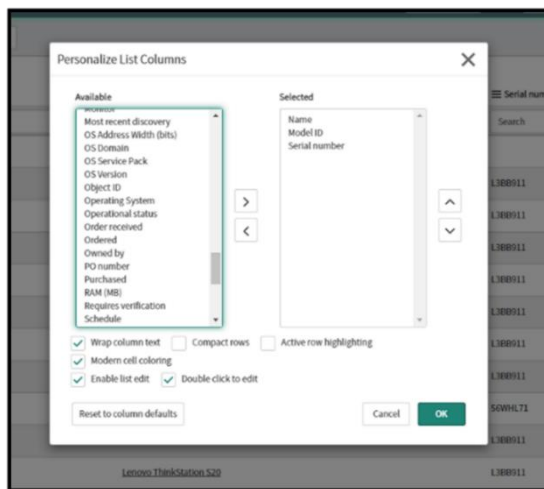 Personalize List Columns
Available
Selected
Monitor
Most recent discovery
OS Address Width (bits)
OS Domain
OS Service Pack
OS Version
Object ID
Operating System
Operational status
Order received
Ordered
Owned by
PO number
Purchased
RAM (MB)
Requires verification
Schedule
Name
Model ID
Serial number
Wrap column text
Compact rows
Active row highlighting
Modern cell coloring
Enable list edit
Double click to edit
Reset to column defaults
Cancel
OK
Serial num
Search
L3BB911
L3BB911
L3BB911
L3BB911
L3BB911
L3BB911
L3BB911
S6WHL71
L3BB911
Lenovo ThinkStation S20
L3BB911